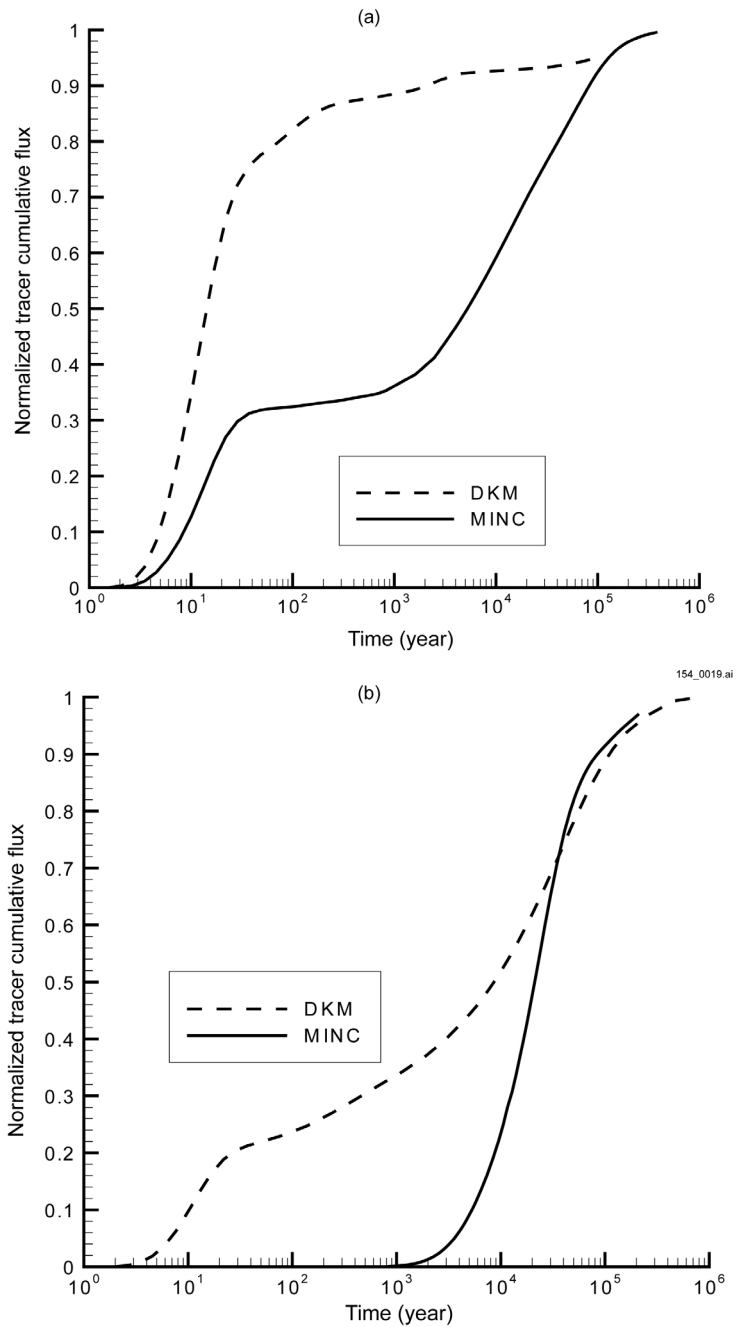 (a)
1
0.9
0.8
0.7
0.6
0.5
0.4
0.3
0.2
0.1
0
Normalized tracer cumulative flux
DKM
MINC
10^0 10^1 10^2 10^3 10^4 10^5 10^6
Time (year)
154_0019.ai
(b)
1
0.9
0.8
0.7
0.6
0.5
0.4
0.3
0.2
0.1
0
Normalized tracer cumulative flux
DKM
MINC
10^0 10^1 10^2 10^3 10^4 10^5 10^6
Time (year)